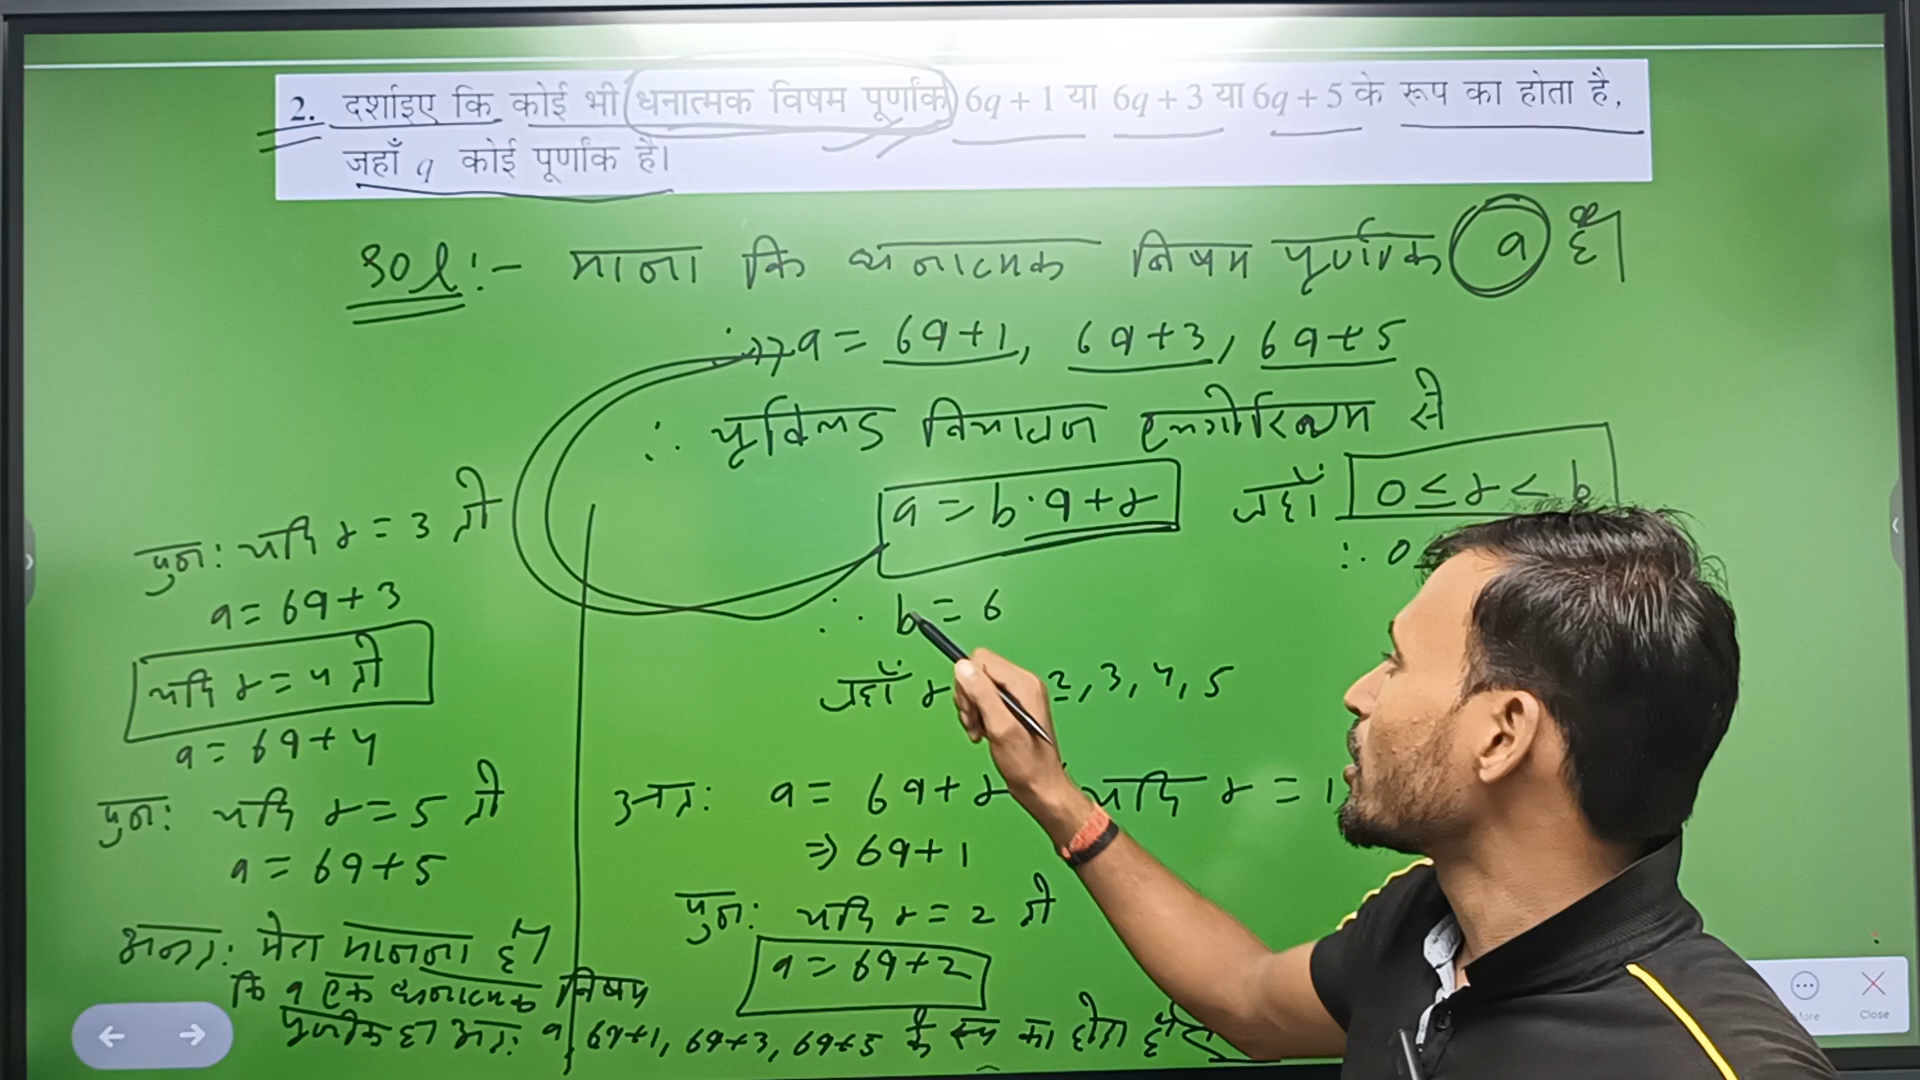 2. दर्शाइए कि कोई भी धनात्मक विषम पूर्णांक 6q + 1 या 6q + 3 या 6q + 5 के रूप का होता है,
जहाँ q कोई पूर्णांक है।
Sol:- माना कि धनात्मक विषम पूर्णांक a है।
a = 6q+1, 6q+3, 6q+5
∴ यूक्लिड विभाजन एल्गोरिथम से
a = b·q+r जहाँ 0 ≤ r < b
∴ 0
∴ b = 6
जहाँ r 2, 3, 4, 5
अतः a = 6q+r यदि r = 1
⇒ 6q+1
पुनः यदि r = 2 तो
a = 6q+2
पुनः यदि r = 3 तो
a = 6q+3
यदि r = 4 तो
a = 6q+4
पुनः यदि r = 5 तो
a = 6q+5
अतः मेरा मानना है
कि a एक धनात्मक विषम
पूर्णांक है। अतः a, 6q+1, 6q+3, 6q+5 के रूप का होता है।
More
Close